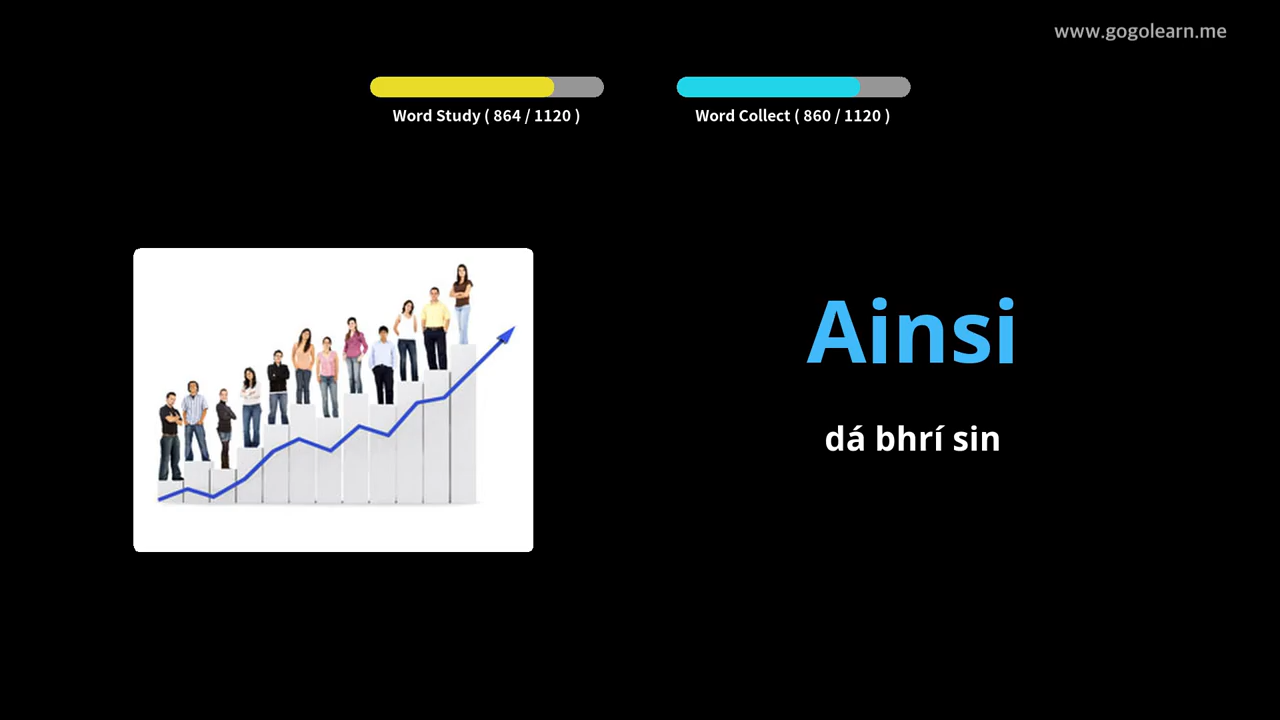 www.gogolearn.me
Word Study ( 864 / 1120 )
Word Collect ( 860 / 1120 )
Ainsi
dá bhrí sin